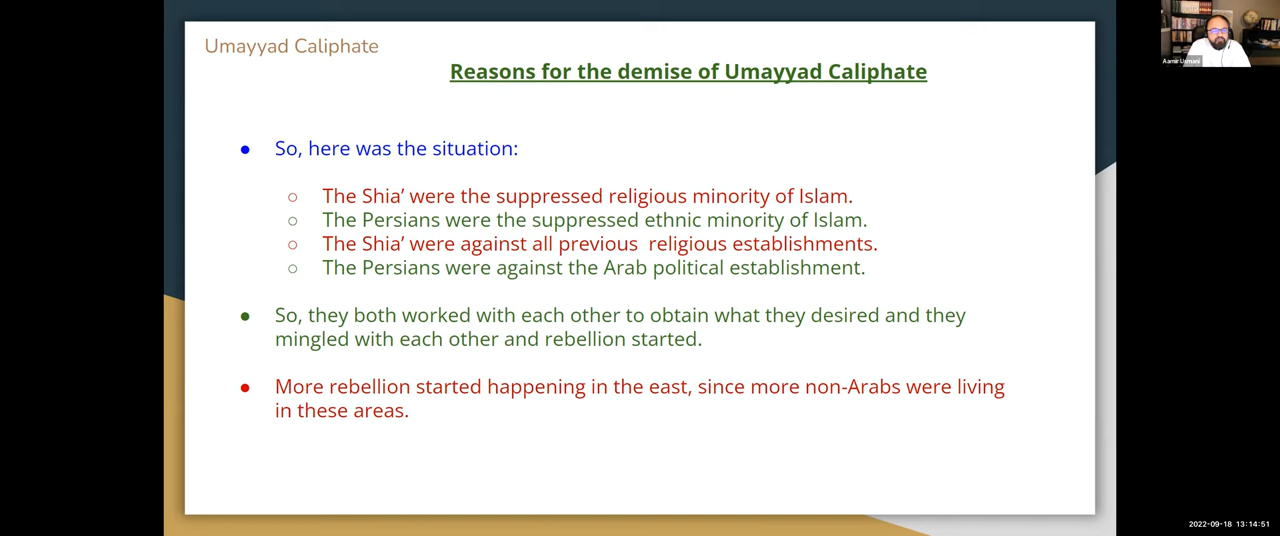 Umayyad Caliphate
Reasons for the demise of Umayyad Caliphate
● So, here was the situation:
○ The Shia’ were the suppressed religious minority of Islam.
○ The Persians were the suppressed ethnic minority of Islam.
○ The Shia’ were against all previous religious establishments.
○ The Persians were against the Arab political establishment.
● So, they both worked with each other to obtain what they desired and they
mingled with each other and rebellion started.
● More rebellion started happening in the east, since more non-Arabs were living
in these areas.
Aamir Usmani
2022-09-18 13:14:51